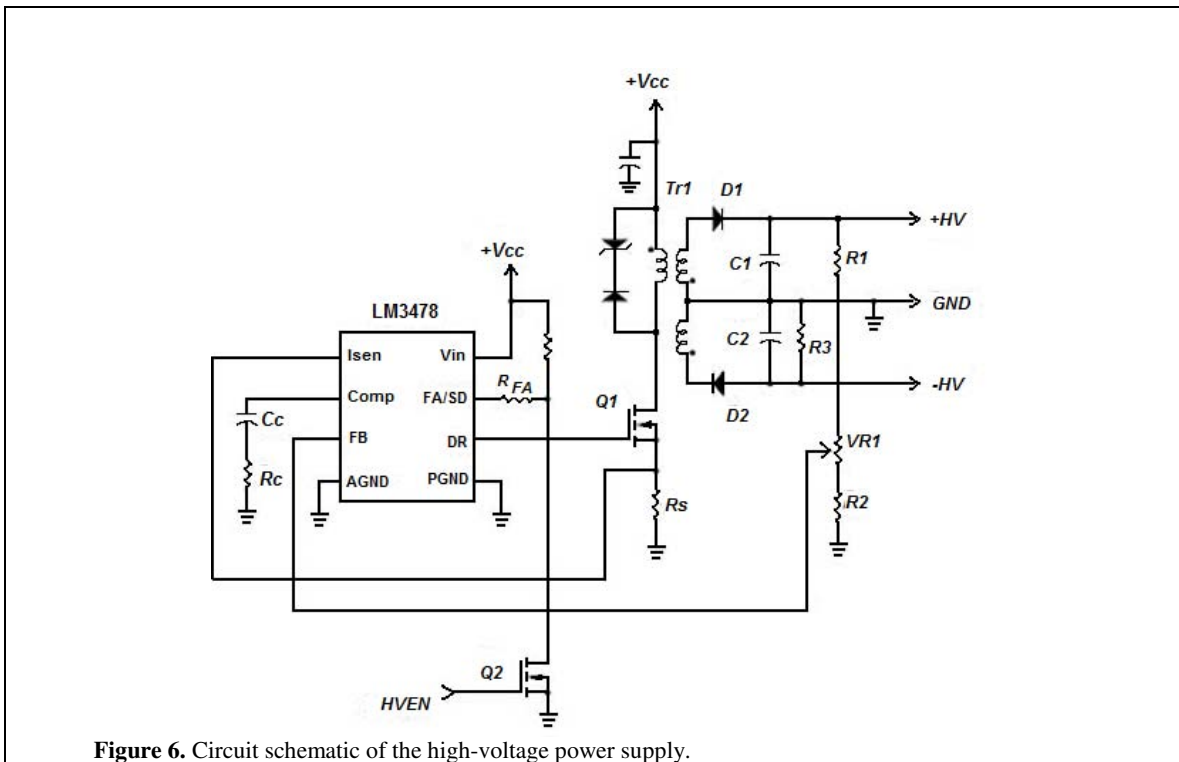 +Vcc
Tr1
D1
+HV
+Vcc
C1
R1
LM3478
GND
Isen
Vin
C2
R3
R FA
-HV
Comp
FA/SD
Q1
D2
Cc
FB
DR
VR1
Rc
AGND
PGND
Rs
R2
Q2
HVEN
Figure 6. Circuit schematic of the high-voltage power supply.